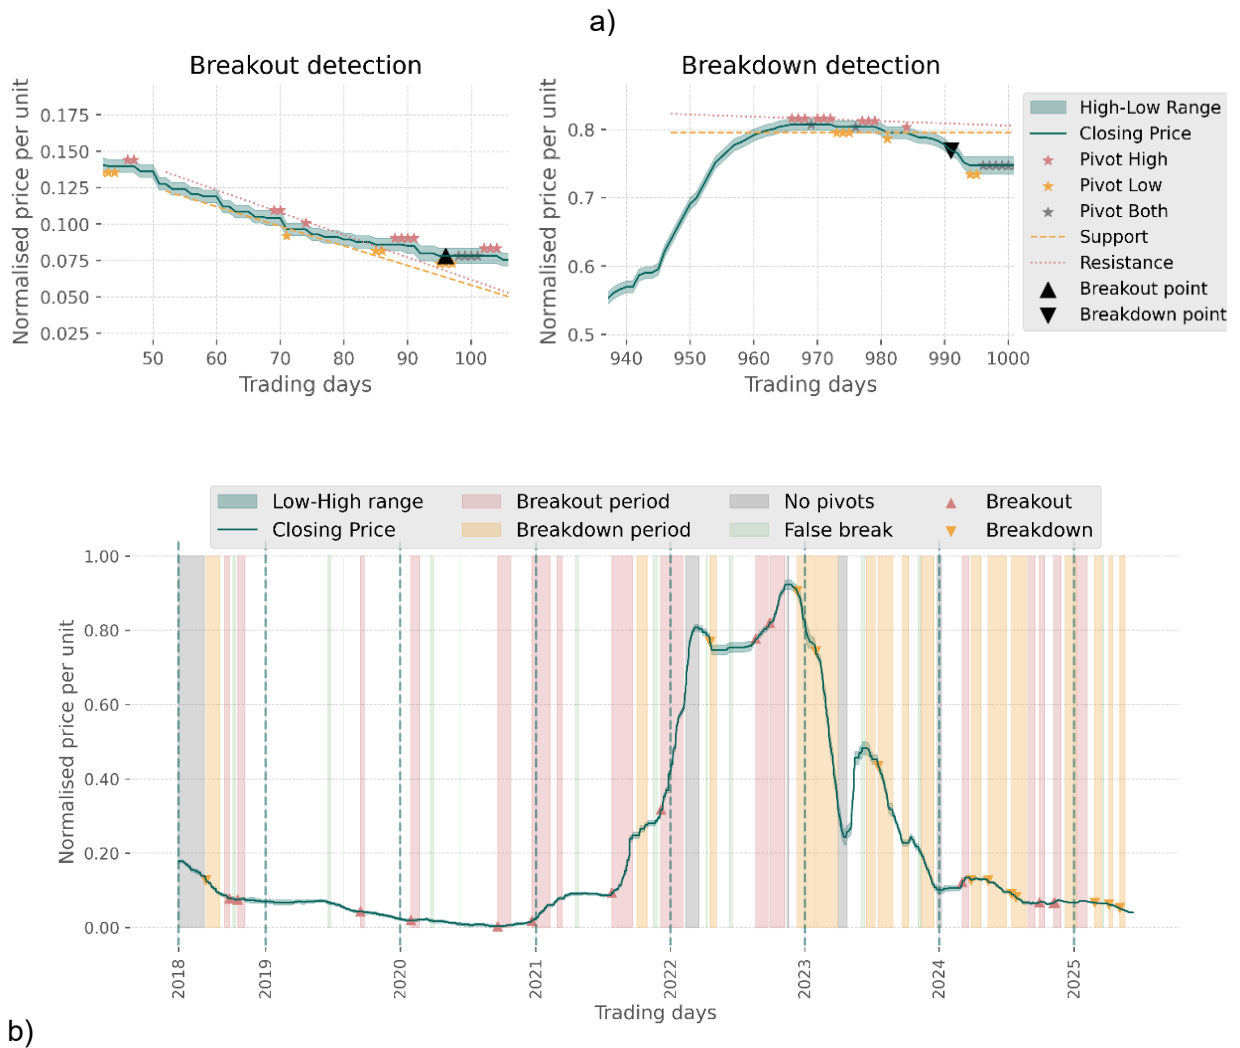 a)
Breakout detection
Normalised price per unit
0.175
0.150
0.125
0.100
0.075
0.050
0.025
50 60 70 80 90 100
Trading days
Breakdown detection
Normalised price per unit
0.8
0.7
0.6
0.5
940 950 960 970 980 990 1000
Trading days
High-Low Range
Closing Price
Pivot High
Pivot Low
Pivot Both
Support
Resistance
Breakout point
Breakdown point
Low-High range Breakout period No pivots Breakout
Closing Price Breakdown period False break Breakdown
Normalised price per unit
1.00
0.80
0.60
0.40
0.20
0.00
2018 2019 2020 2021 2022 2023 2024 2025
Trading days
b)